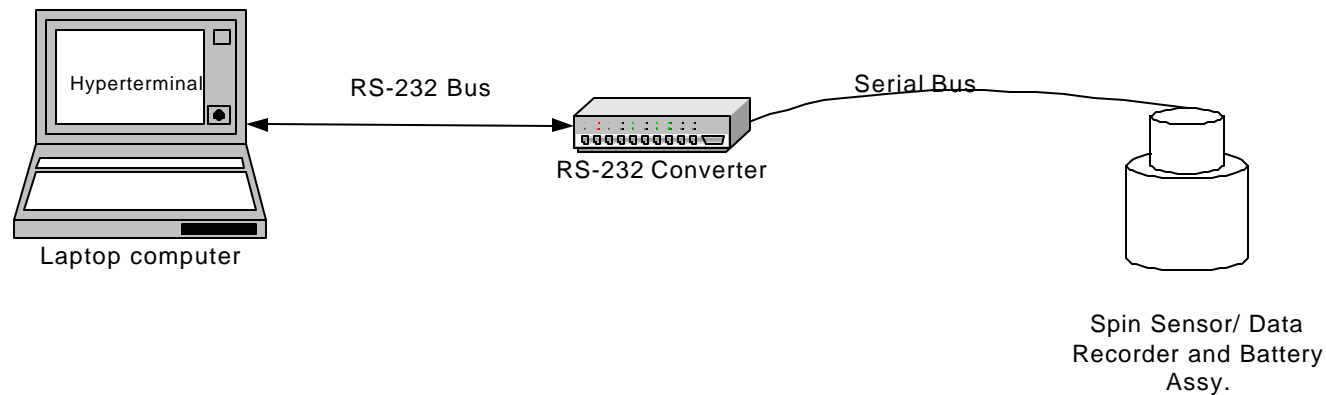 Hyperterminal
RS-232 Bus
Serial Bus
RS-232 Converter
Laptop computer
Spin Sensor/ Data
Recorder and Battery
Assy.